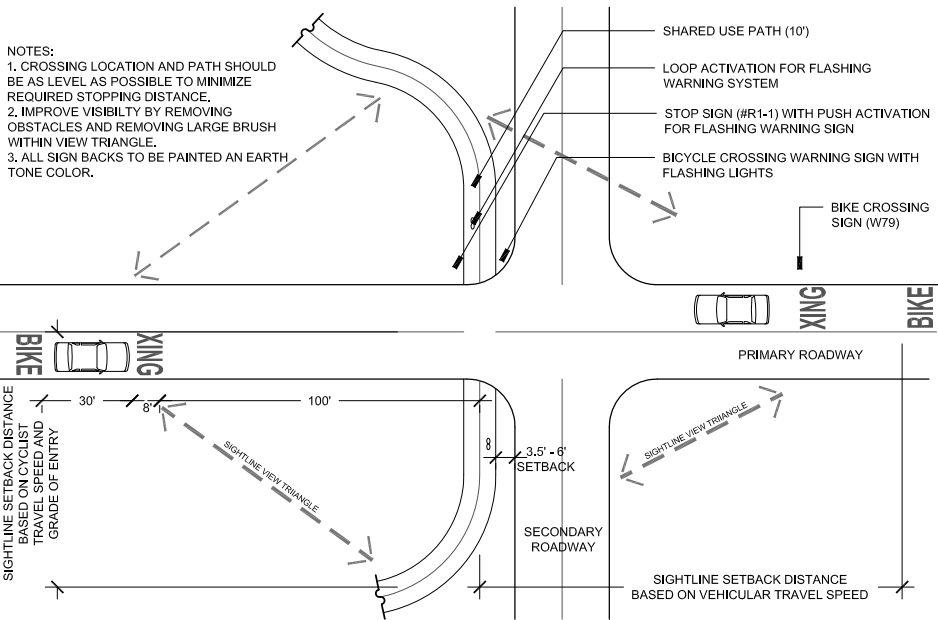 NOTES:
1. CROSSING LOCATION AND PATH SHOULD
BE AS LEVEL AS POSSIBLE TO MINIMIZE
REQUIRED STOPPING DISTANCE.
2. IMPROVE VISIBILTY BY REMOVING
OBSTACLES AND REMOVING LARGE BRUSH
WITHIN VIEW TRIANGLE.
3. ALL SIGN BACKS TO BE PAINTED AN EARTH
TONE COLOR.
SHARED USE PATH (10')
LOOP ACTIVATION FOR FLASHING
WARNING SYSTEM
STOP SIGN (#R1-1) WITH PUSH ACTIVATION
FOR FLASHING WARNING SIGN
BICYCLE CROSSING WARNING SIGN WITH
FLASHING LIGHTS
BIKE CROSSING
SIGN (W79)
XING
BIKE
BIKE
XING
PRIMARY ROADWAY
30'
8'
100'
SIGHTLINE VIEW TRIIANGLE
SIGHTLINE VIEW TRIIANGLE
3.5' - 6'
SETBACK
SIGHTLINE SETBACK DISTANCE
BASED ON CYCLIST
TRAVEL SPEED AND
GRADE OF ENTRY
SECONDARY
ROADWAY
SIGHTLINE SETBACK DISTANCE
BASED ON VEHICULAR TRAVEL SPEED